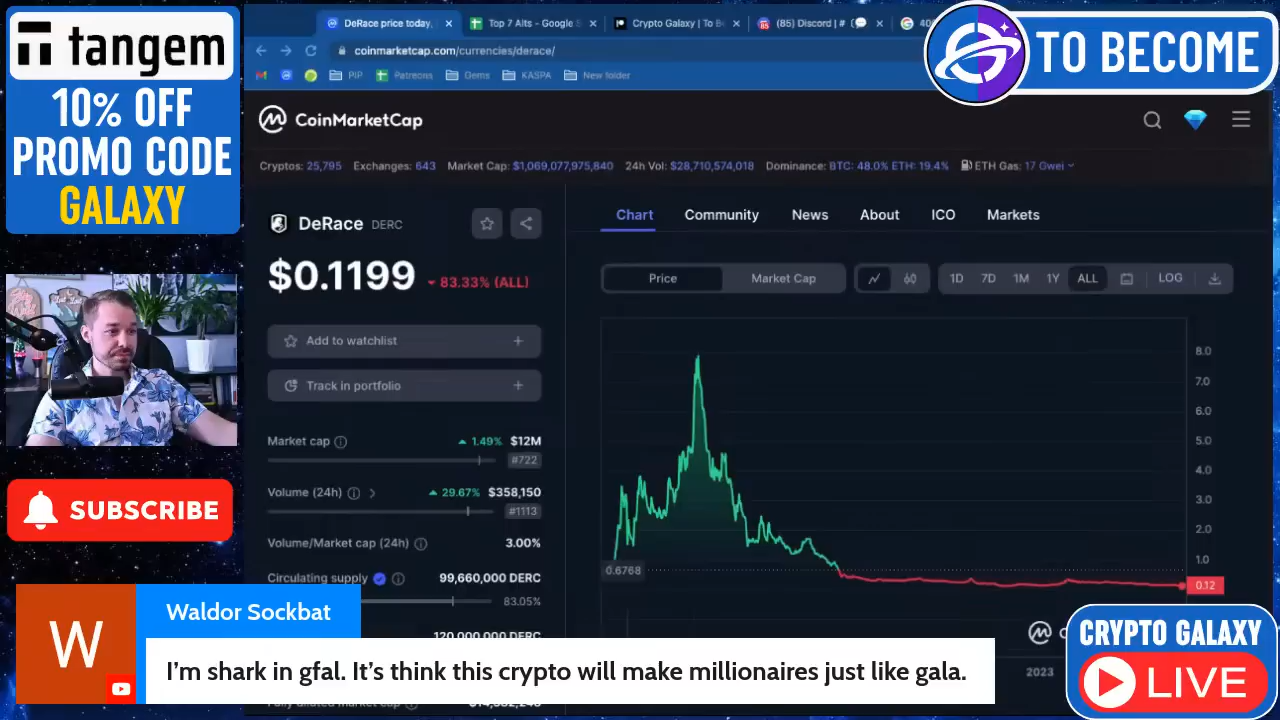 tangem
10% OFF
PROMO CODE
GALAXY
DeRace price today,
Top 7 Alts - Google S
Crypto Galaxy | To B
(85) Discord | #
TO BECOME
coinmarketcap.com/currencies/derace/
PIP
Patreons
Gems
KASPA
New folder
CoinMarketCap
Cryptos: 25,795 Exchanges: 643 Market Cap: $1,069,077,975,840 24h Vol: $28,710,574,018 Dominance: BTC: 48.0% ETH: 19.4% ETH Gas: 17 Gwei
DeRace DERC
$0.1199 83.33% (ALL)
Add to watchlist +
Track in portfolio +
Market cap 1.49% $12M
#722
Volume (24h) 29.67% $358,150
#1113
Volume/Market cap (24h) 3.00%
Circulating supply 99,660,000 DERC
83.05%
120,000,000 DERC
Chart
Community
News
About
ICO
Markets
Price
Market Cap
1D
7D
1M
1Y
ALL
LOG
8.0
7.0
6.0
5.0
4.0
3.0
2.0
1.0
0.6768
0.12
2023
SUBSCRIBE
W
Waldor Sockbat
I'm shark in gfal. It's think this crypto will make millionaires just like gala.
CRYPTO GALAXY
LIVE